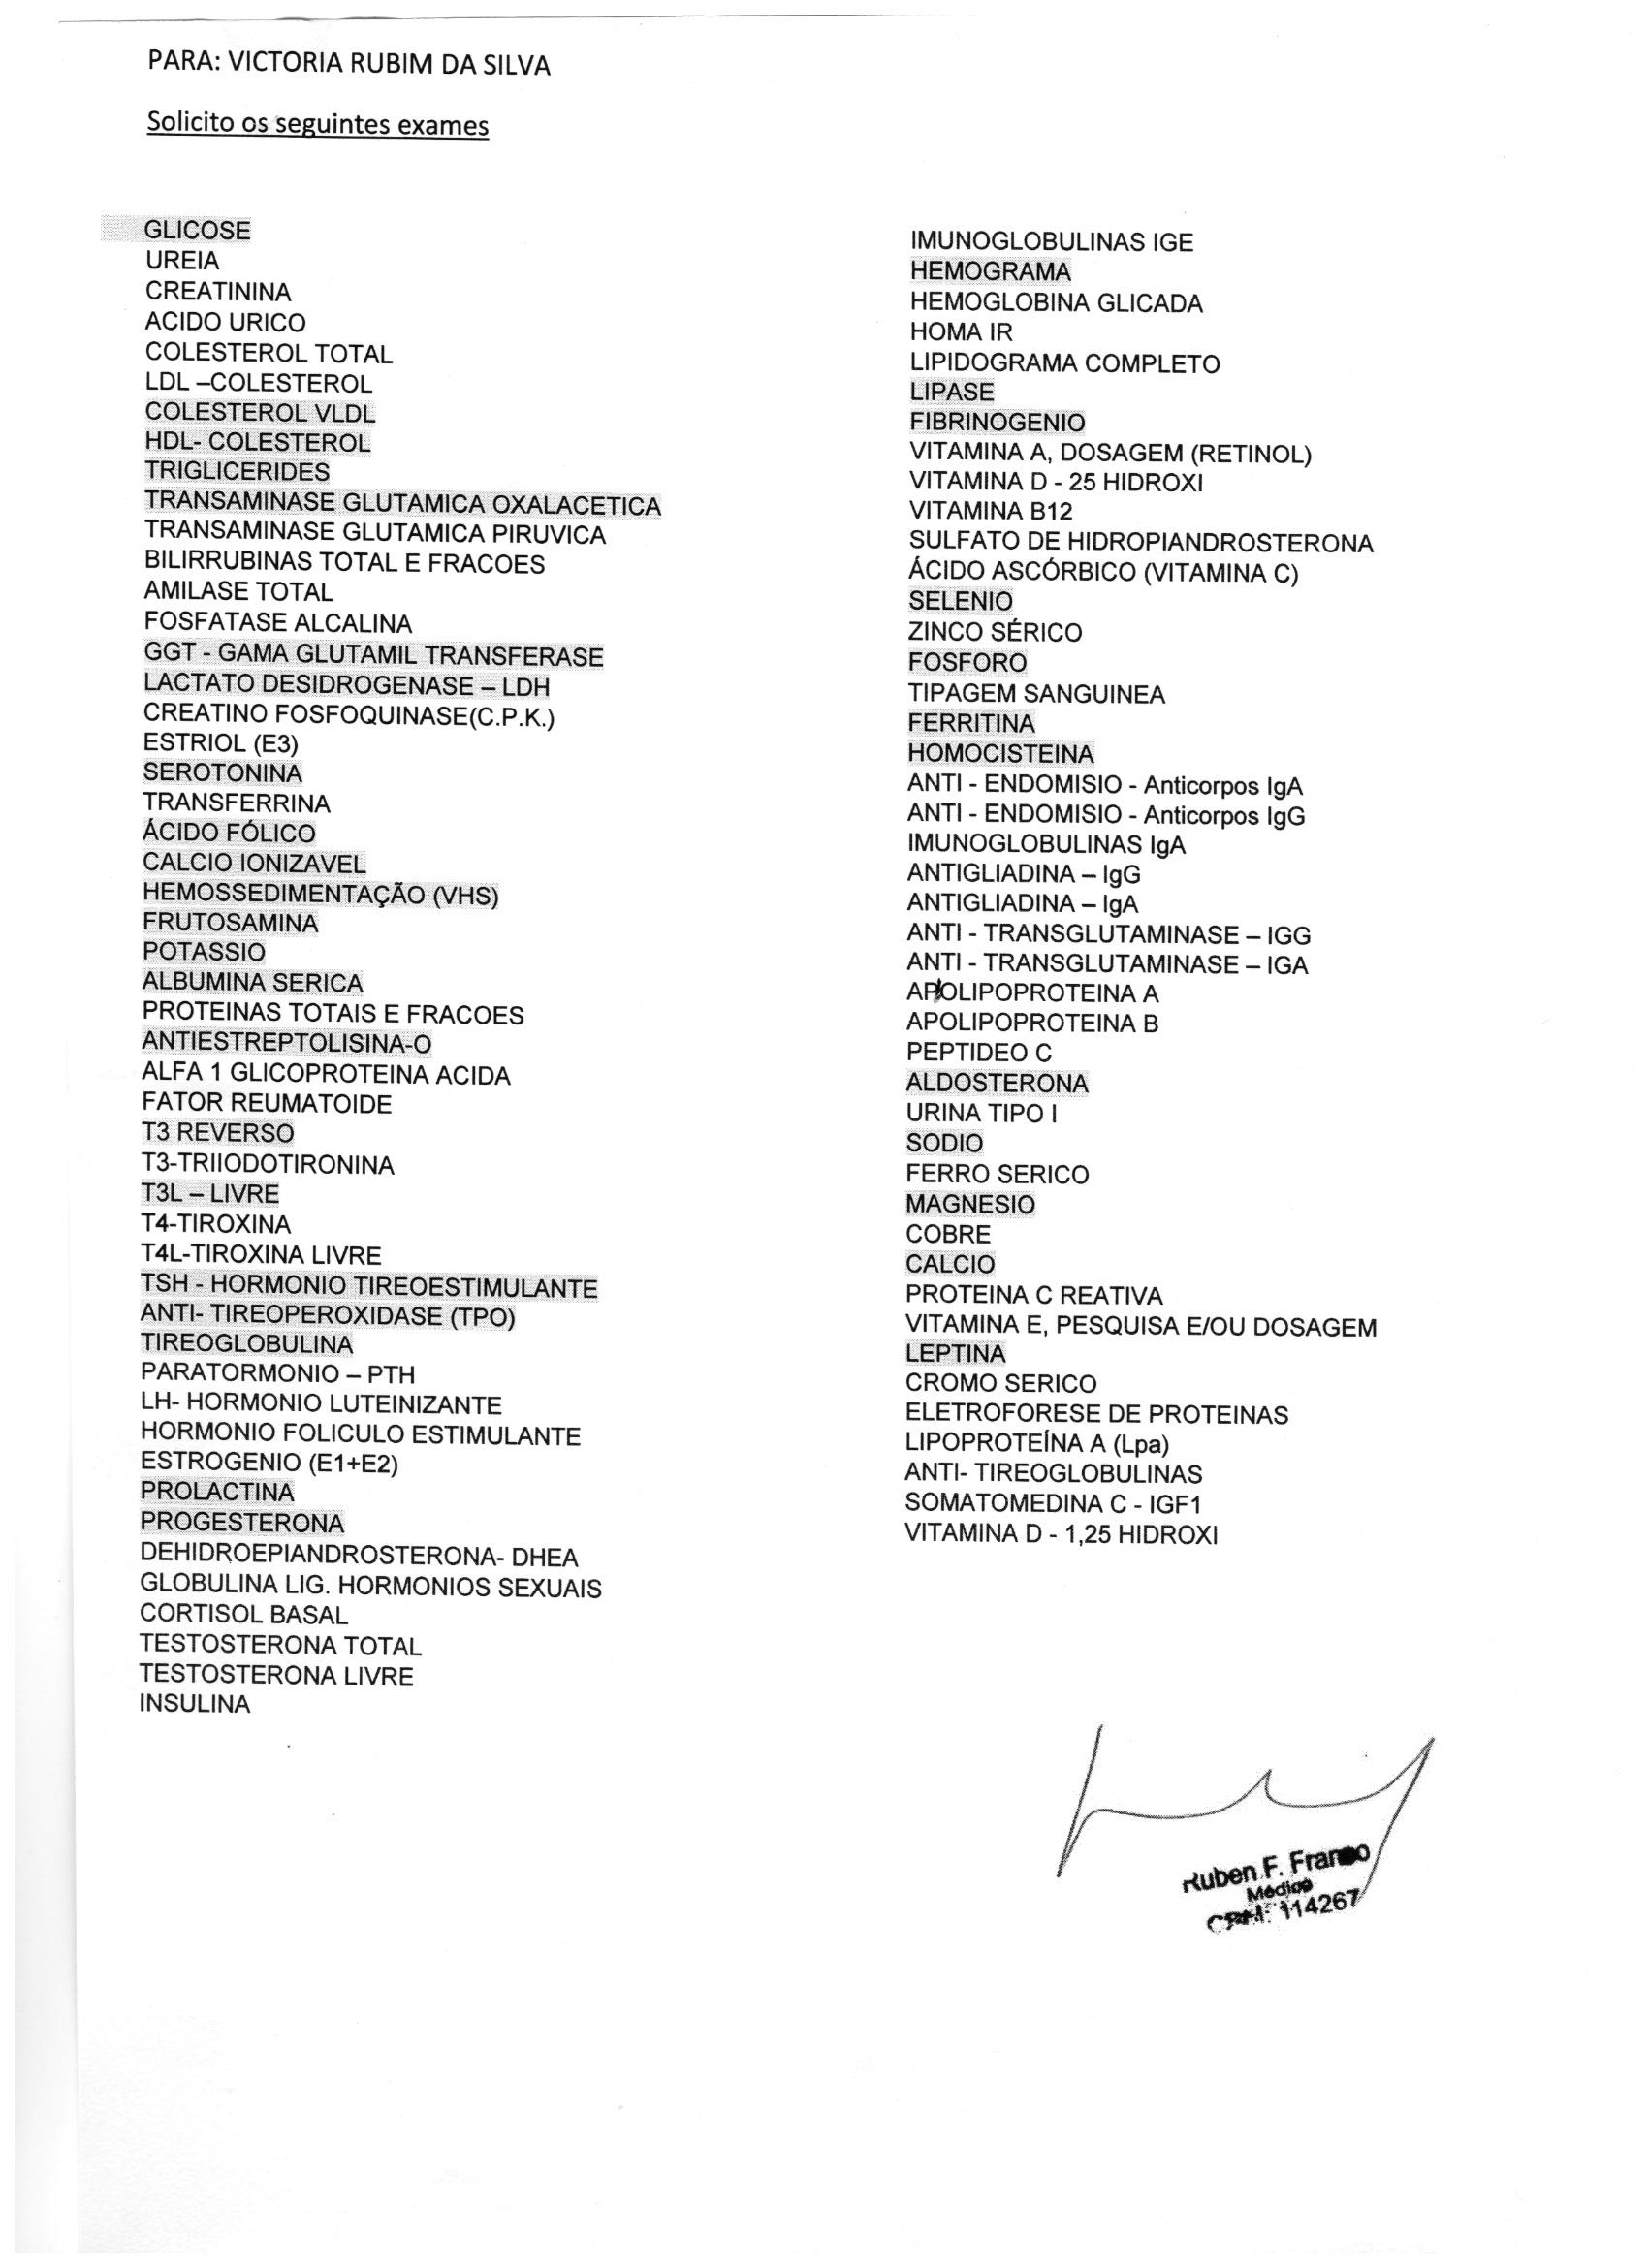 PARA: VICTORIA RUBIM DA SILVA
Solicito os seguintes exames
GLICOSE
UREIA
CREATININA
ACIDO URICO
COLESTEROL TOTAL
LDL –COLESTEROL
COLESTEROL VLDL
HDL- COLESTEROL
TRIGLICERIDES
TRANSAMINASE GLUTAMICA OXALACETICA
TRANSAMINASE GLUTAMICA PIRUVICA
BILIRRUBINAS TOTAL E FRACOES
AMILASE TOTAL
FOSFATASE ALCALINA
GGT - GAMA GLUTAMIL TRANSFERASE
LACTATO DESIDROGENASE – LDH
CREATINO FOSFOQUINASE(C.P.K.)
ESTRIOL (E3)
SEROTONINA
TRANSFERRINA
ÁCIDO FÓLICO
CALCIO IONIZAVEL
HEMOSSEDIMENTAÇÃO (VHS)
FRUTOSAMINA
POTASSIO
ALBUMINA SERICA
PROTEINAS TOTAIS E FRACOES
ANTIESTREPTOLISINA-O
ALFA 1 GLICOPROTEINA ACIDA
FATOR REUMATOIDE
T3 REVERSO
T3-TRIIODOTIRONINA
T3L – LIVRE
T4-TIROXINA
T4L-TIROXINA LIVRE
TSH - HORMONIO TIREOESTIMULANTE
ANTI- TIREOPEROXIDASE (TPO)
TIREOGLOBULINA
PARATORMONIO – PTH
LH- HORMONIO LUTEINIZANTE
HORMONIO FOLICULO ESTIMULANTE
ESTROGENIO (E1+E2)
PROLACTINA
PROGESTERONA
DEHIDROEPIANDROSTERONA- DHEA
GLOBULINA LIG. HORMONIOS SEXUAIS
CORTISOL BASAL
TESTOSTERONA TOTAL
TESTOSTERONA LIVRE
INSULINA
IMUNOGLOBULINAS IGE
HEMOGRAMA
HEMOGLOBINA GLICADA
HOMA IR
LIPIDOGRAMA COMPLETO
LIPASE
FIBRINOGENIO
VITAMINA A, DOSAGEM (RETINOL)
VITAMINA D - 25 HIDROXI
VITAMINA B12
SULFATO DE HIDROPIANDROSTERONA
ÁCIDO ASCÓRBICO (VITAMINA C)
SELENIO
ZINCO SÉRICO
FOSFORO
TIPAGEM SANGUINEA
FERRITINA
HOMOCISTEINA
ANTI - ENDOMISIO - Anticorpos IgA
ANTI - ENDOMISIO - Anticorpos IgG
IMUNOGLOBULINAS IgA
ANTIGLIADINA – IgG
ANTIGLIADINA – IgA
ANTI - TRANSGLUTAMINASE – IGG
ANTI - TRANSGLUTAMINASE – IGA
APOLIPOPROTEINA A
APOLIPOPROTEINA B
PEPTIDEO C
ALDOSTERONA
URINA TIPO I
SODIO
FERRO SERICO
MAGNESIO
COBRE
CALCIO
PROTEINA C REATIVA
VITAMINA E, PESQUISA E/OU DOSAGEM
LEPTINA
CROMO SERICO
ELETROFORESE DE PROTEINAS
LIPOPROTEÍNA A (Lpa)
ANTI- TIREOGLOBULINAS
SOMATOMEDINA C - IGF1
VITAMINA D - 1,25 HIDROXI
Ruben F. Franco
Médico
CRM: 114267